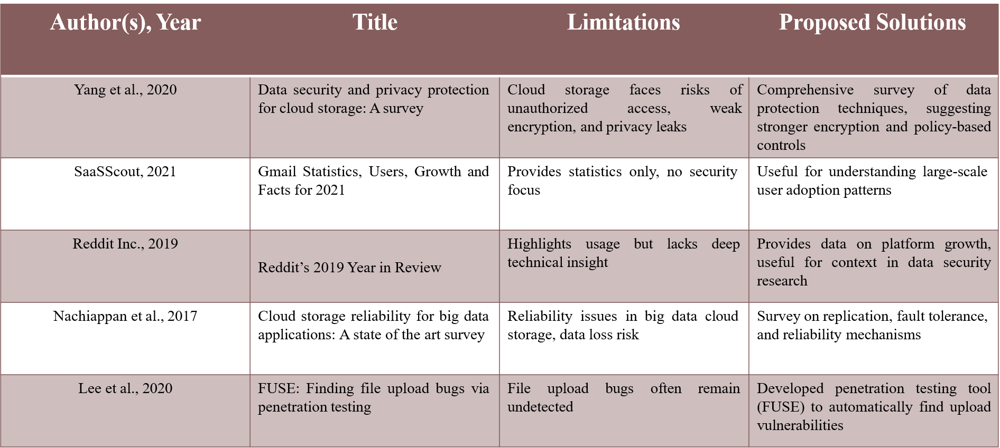 Author(s), Year
Title
Limitations
Proposed Solutions
Yang et al., 2020
Data security and privacy protection
for cloud storage: A survey
Cloud storage faces risks of
unauthorized access, weak
encryption, and privacy leaks
Comprehensive survey of data
protection techniques, suggesting
stronger encryption and policy-based
controls
SaaSScout, 2021
Gmail Statistics, Users, Growth and
Facts for 2021
Provides statistics only, no security
focus
Useful for understanding large-scale
user adoption patterns
Reddit Inc., 2019
Reddit’s 2019 Year in Review
Highlights usage but lacks deep
technical insight
Provides data on platform growth,
useful for context in data security
research
Nachiappan et al., 2017
Cloud storage reliability for big data
applications: A state of the art survey
Reliability issues in big data cloud
storage, data loss risk
Survey on replication, fault tolerance,
and reliability mechanisms
Lee et al., 2020
FUSE: Finding file upload bugs via
penetration testing
File upload bugs often remain
undetected
Developed penetration testing tool
(FUSE) to automatically find upload
vulnerabilities